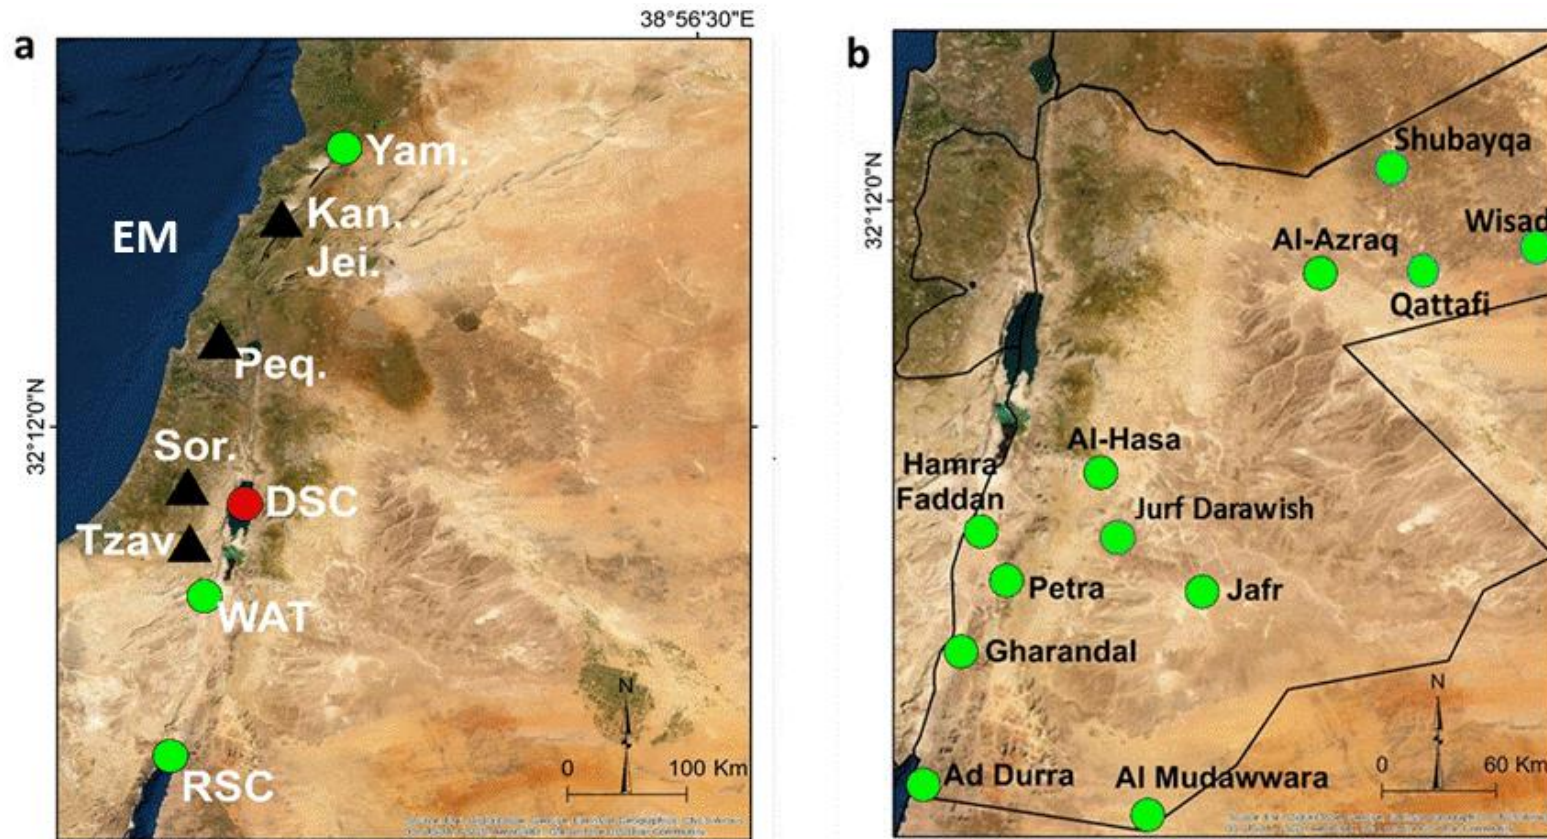 38°56'30"E
a
Yam.
Kan.
Jei.
EM
Peq.
32°12'0"N
Sor.
DSC
Tzav
WAT
RSC
N
0 100 Km
b
Shubayqa
32°12'0"N
Wisad
Al-Azraq
Qattafi
Al-Hasa
Hamra
Faddan
Jurf Darawish
Petra
Jafr
Gharandal
Ad Durra
Al Mudawwara
N
0 60 Km